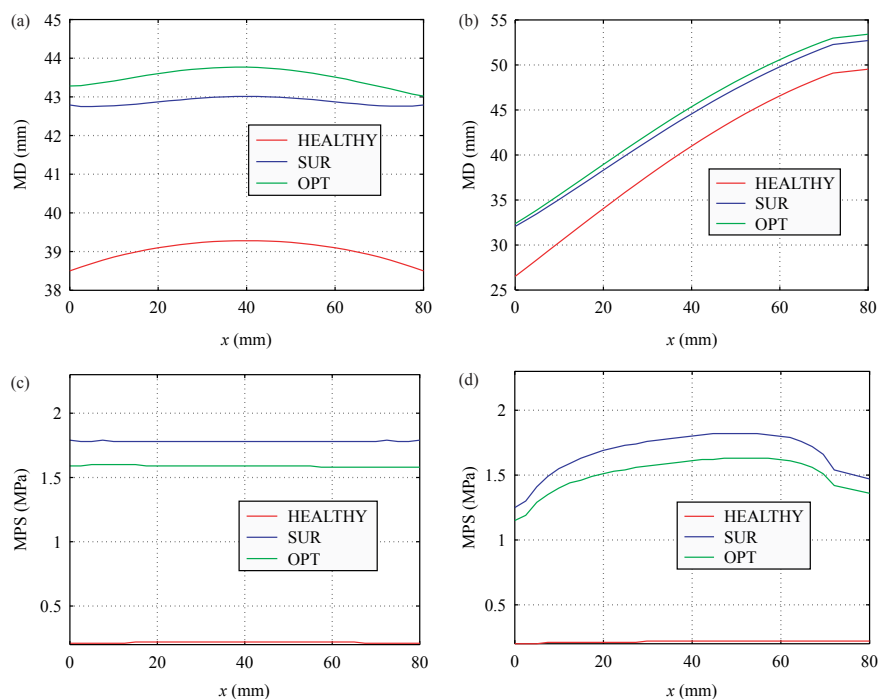 (a)
45
44
43
42
41
40
39
38
MD (mm)
HEALTHY
SUR
OPT
0
20
40
60
80
x (mm)
(b)
55
50
45
40
35
30
25
MD (mm)
HEALTHY
SUR
OPT
0
20
40
60
80
x (mm)
(c)
2
1.5
1
0.5
MPS (MPa)
HEALTHY
SUR
OPT
0
20
40
60
80
x (mm)
(d)
2
1.5
1
0.5
MPS (MPa)
HEALTHY
SUR
OPT
0
20
40
60
80
x (mm)